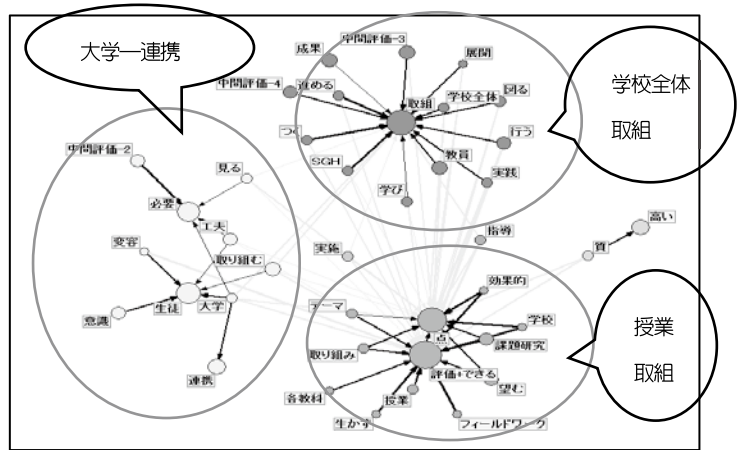 大学―連携
学校全体
取組
授業
取組
成果
中間評価-3
展開
中間評価-4
進める
取組
学校全体
図る
つく
行う
SGH
教員
実践
学び
中間評価-2
見る
必要
工夫
変容
取り組む
生徒
大学
意識
連携
実施
指導
質
高い
効果的
テーマ
学校
点
課題研究
取り組み
評価+できる
望む
各教科
授業
生かす
フィールドワーク